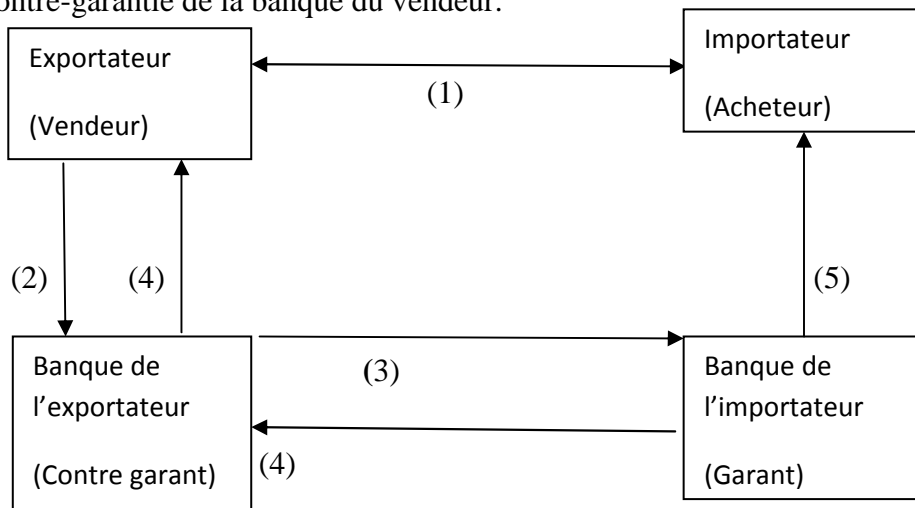 ontre-garantie de la banque du vendeur.
Exportateur
(Vendeur)
Importateur
(Acheteur)
(1)
(2)
(4)
(5)
Banque de
l’exportateur
(Contre garant)
(3)
(4)
Banque de
l’importateur
(Garant)